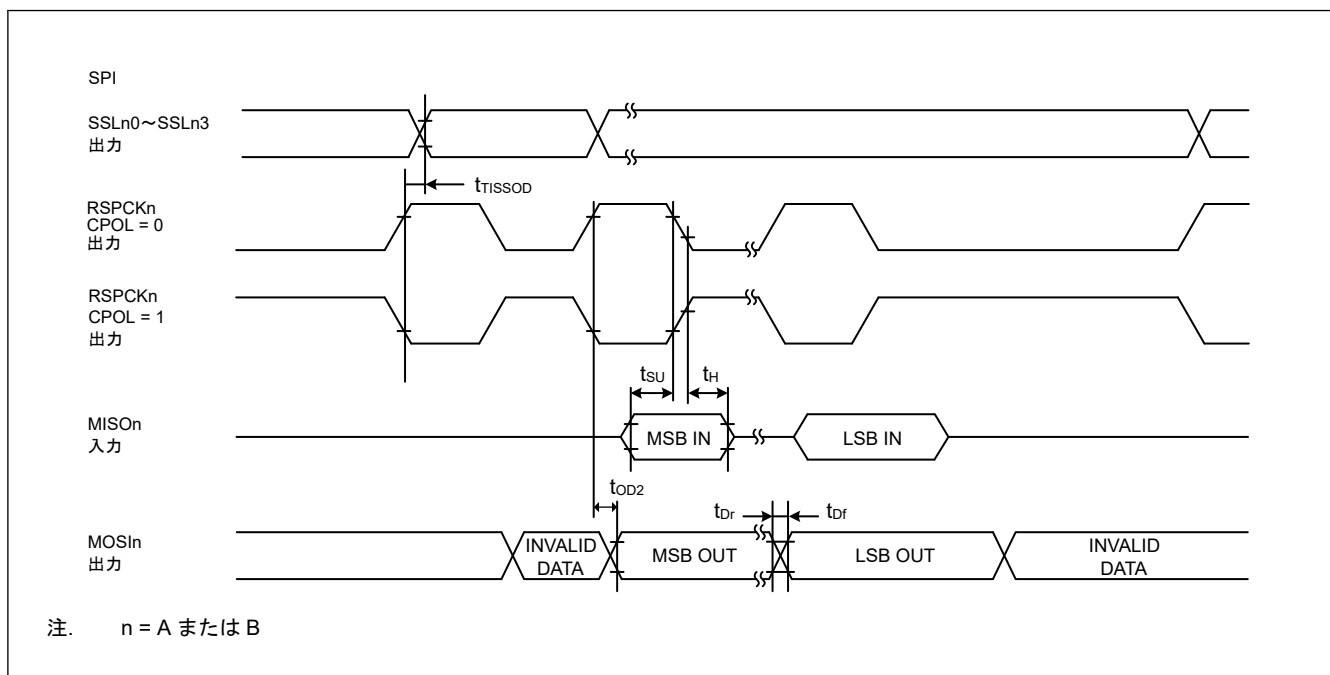 SPI
SSLn0～SSLn3
出力
tTISSOD
RSPCKn
CPOL = 0
出力
RSPCKn
CPOL = 1
出力
tSU
tH
MISOn
入力
MSB IN
LSB IN
tOD2
tDr
tDf
MOSIn
出力
INVALID
DATA
MSB OUT
LSB OUT
INVALID
DATA
注. n = A または B